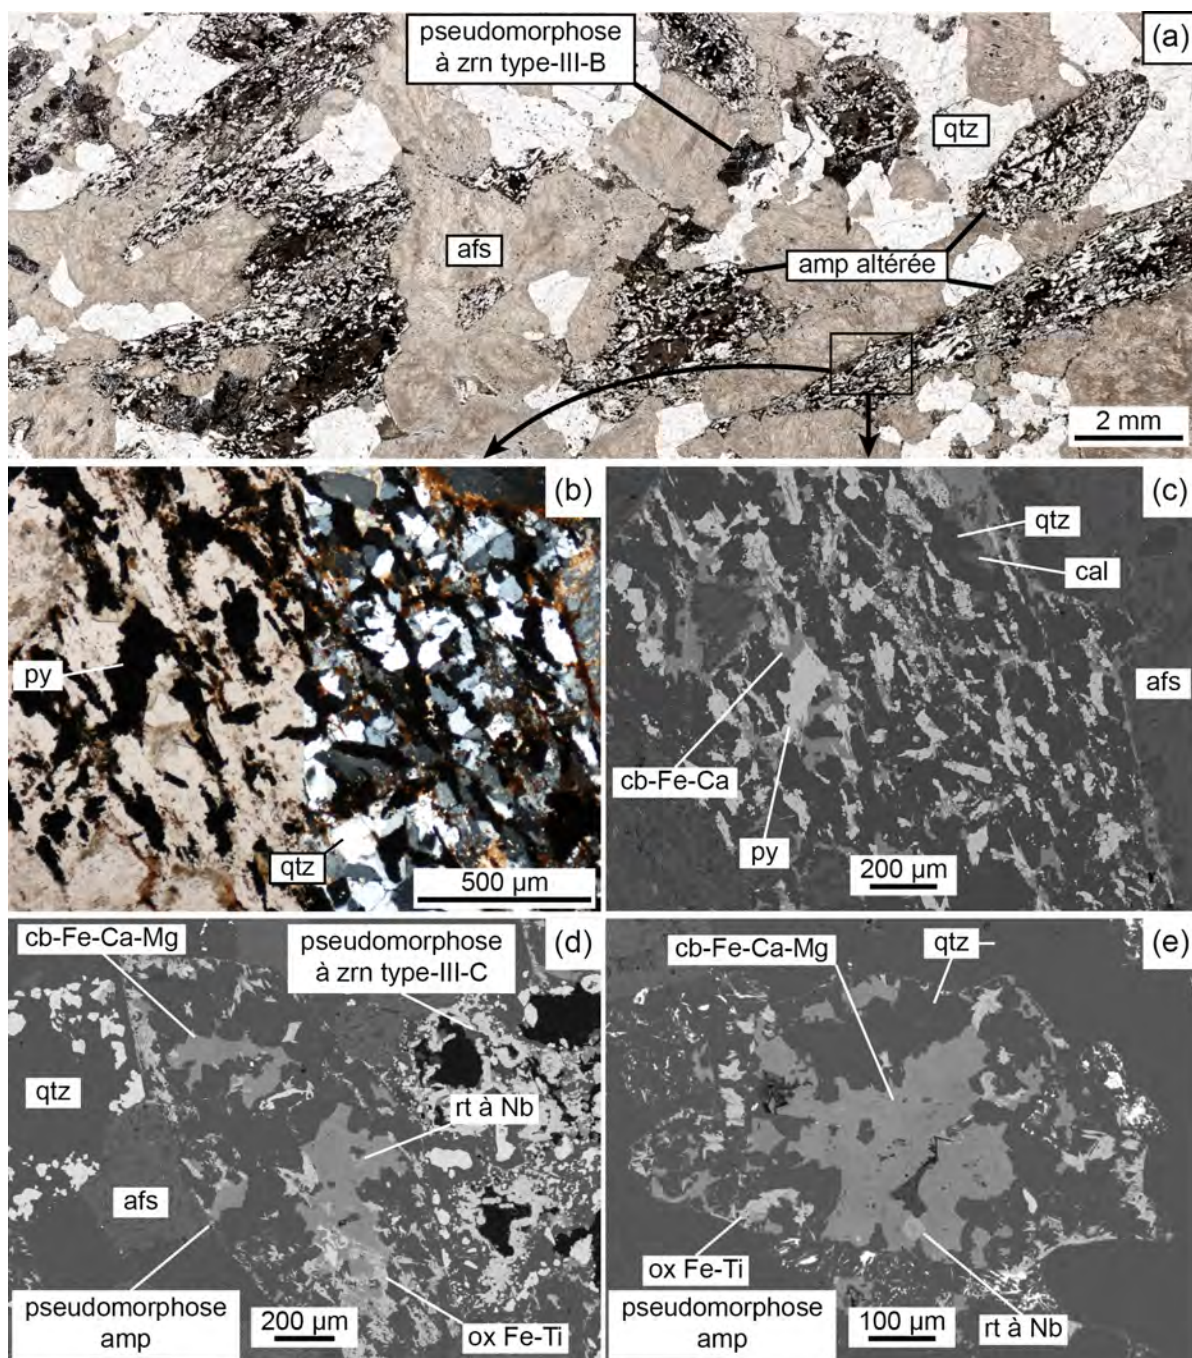 pseudomorphose
à zrn type-III-B
(a)
qtz
afs
amp altérée
2 mm
(b)
py
qtz
500 µm
(c)
qtz
cal
afs
cb-Fe-Ca
py
200 µm
cb-Fe-Ca-Mg
pseudomorphose
à zrn type-III-C
(d)
qtz
rt à Nb
afs
pseudomorphose
amp
200 µm
ox Fe-Ti
cb-Fe-Ca-Mg
qtz
(e)
ox Fe-Ti
pseudomorphose
amp
100 µm
rt à Nb